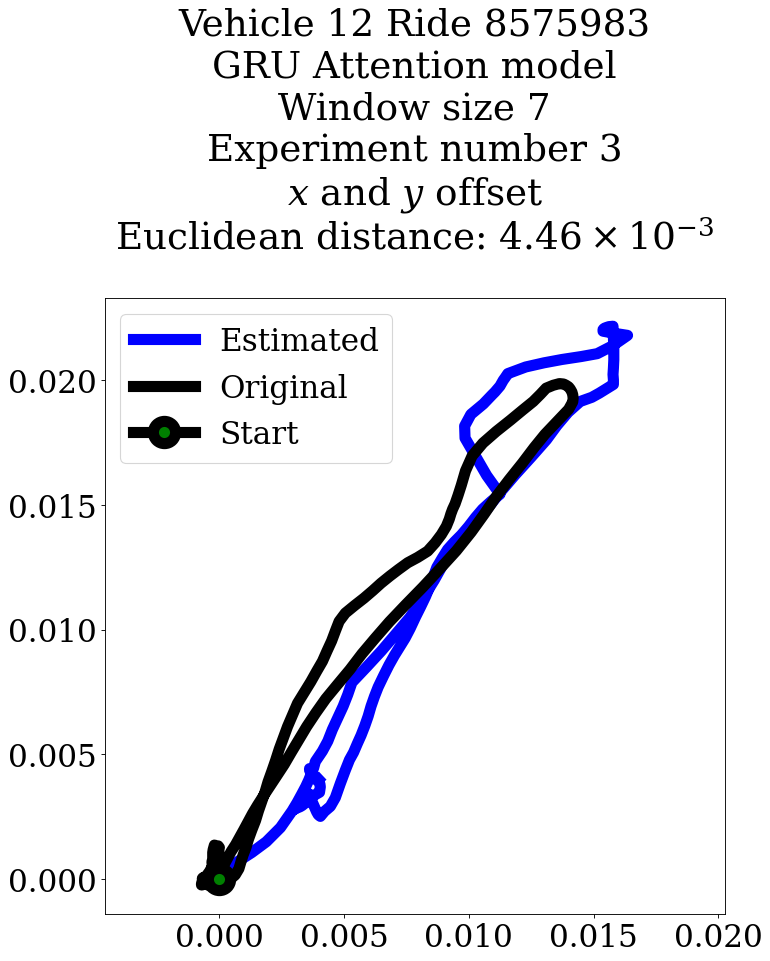 Vehicle 12 Ride 8575983
GRU Attention model
Window size 7
Experiment number 3
x and y offset
Euclidean distance: 4.46 × 10⁻³
Estimated
Original
Start
0.020
0.015
0.010
0.005
0.000
0.000 0.005 0.010 0.015 0.020